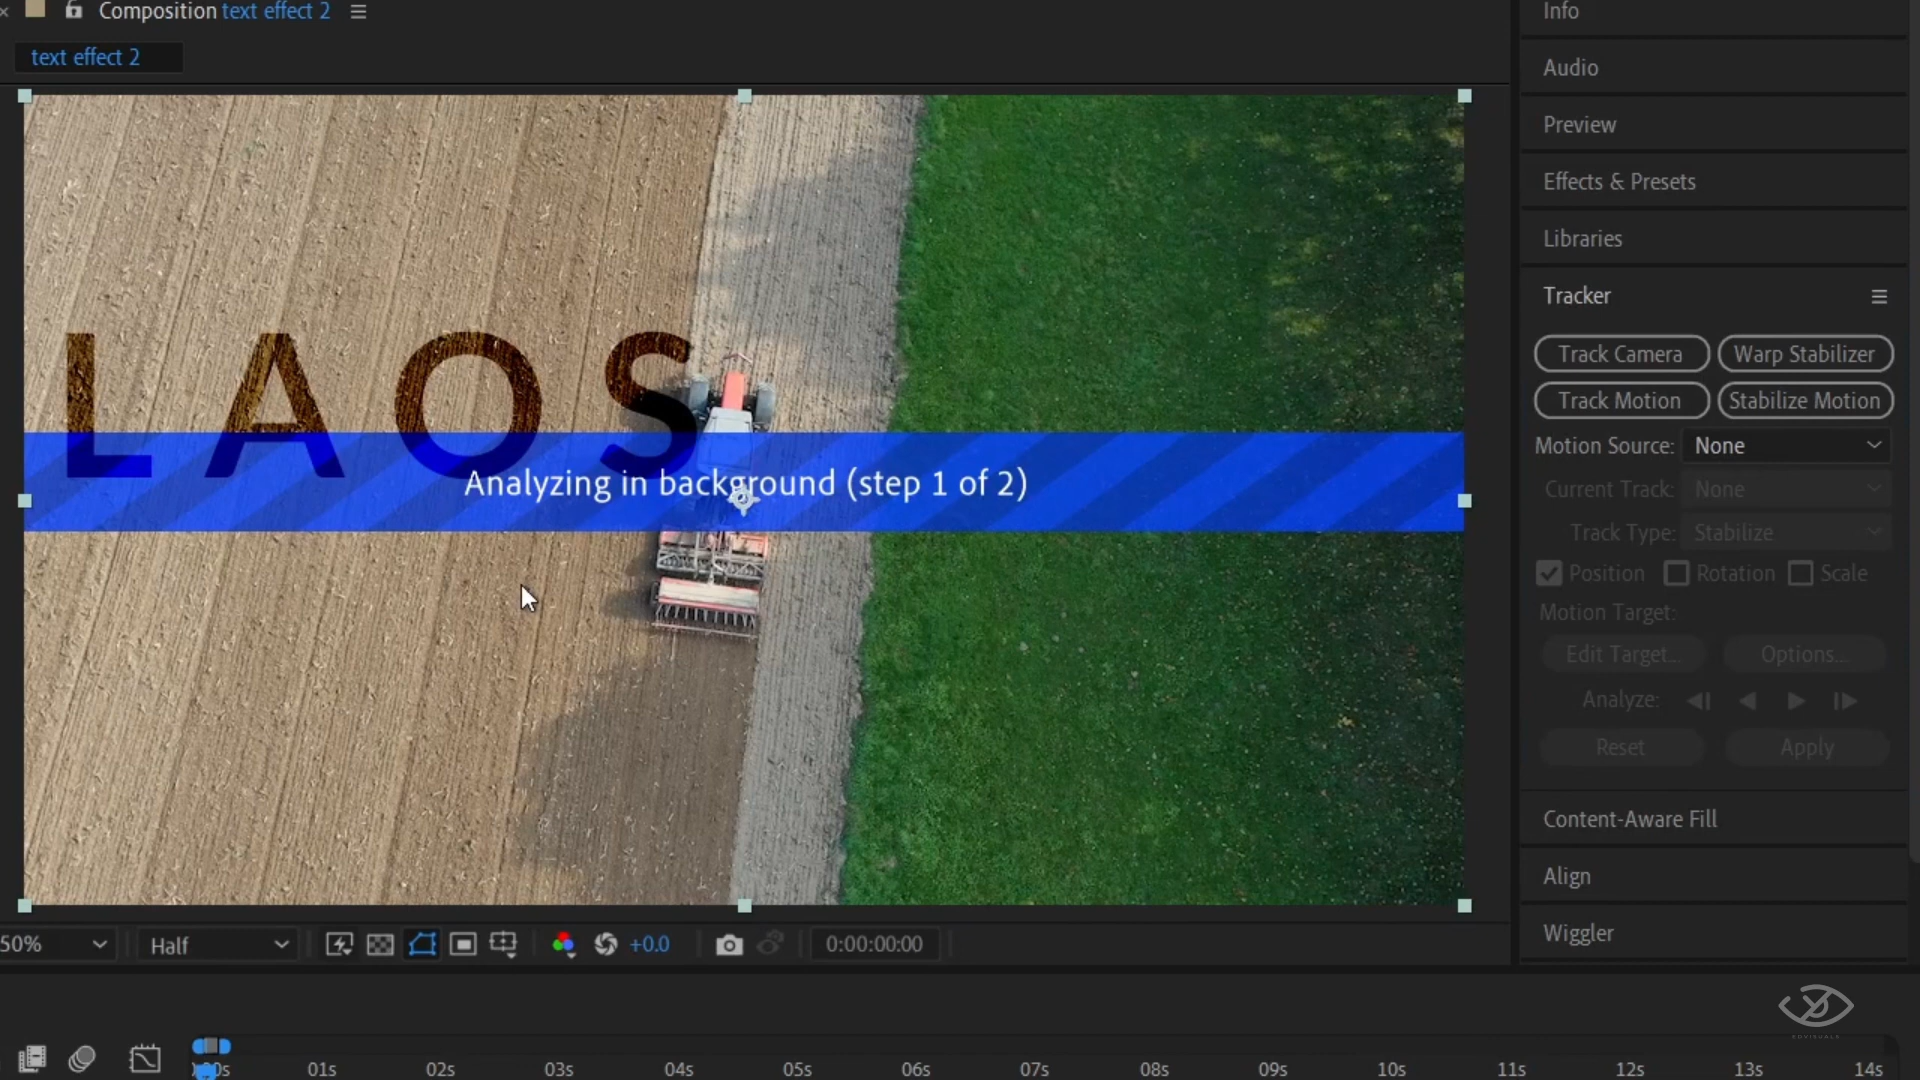 Composition text effect 2
text effect 2
LAOS
Analyzing in background (step 1 of 2)
50%
Half
+0.0
0:00:00:00
Info
Audio
Preview
Effects & Presets
Libraries
Tracker
Track Camera
Warp Stabilizer
Track Motion
Stabilize Motion
Motion Source: None
Current Track: None
Track Type: Stabilize
Position Rotation Scale
Motion Target:
Edit Target...
Options...
Analyze:
Reset
Apply
Content-Aware Fill
Align
Wiggler
01s 02s 03s 04s 05s 06s 07s 08s 09s 10s 11s 12s 13s 14s